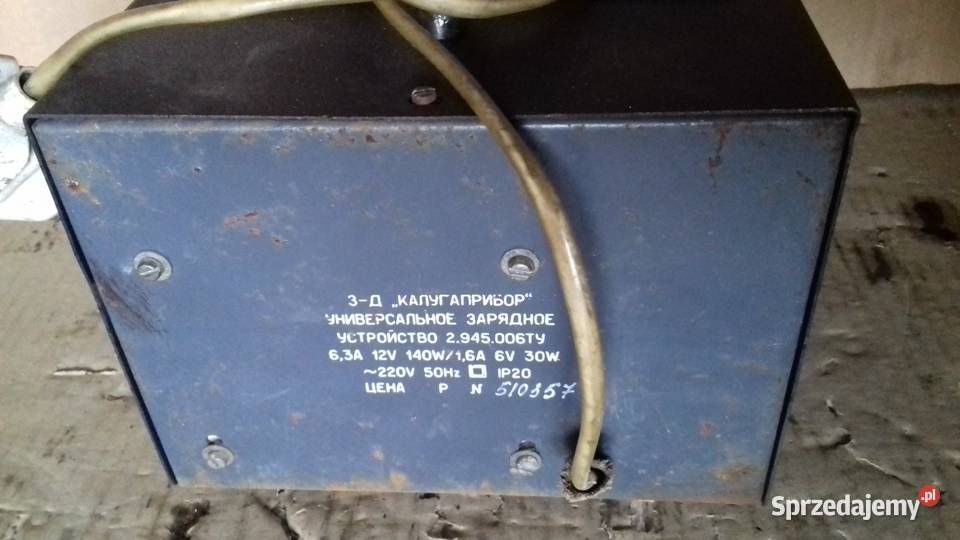 З-Д „КАЛУГАПРИБОР"
УНИВЕРСАЛЬНОЕ ЗАРЯДНОЕ
УСТРОЙСТВО 2.945.006ТУ
6,3A 12V 140W/1,6A 6V 30W
~220V 50Hz IP20
ЦЕНА Р N 510857
Sprzedajemy.pl